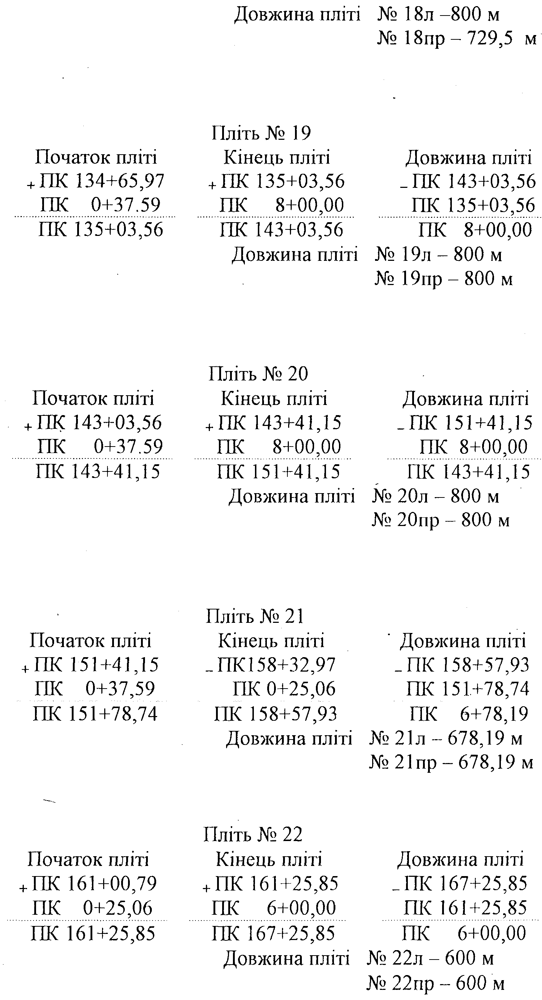 Довжина пліті № 18л –800 м
№ 18пр – 729,5 м
Пліть № 19
Початок пліті Кінець пліті Довжина пліті
+ ПК 134+65,97 + ПК 135+03,56 – ПК 143+03,56
ПК 0+37.59 ПК 8+00,00 ПК 135+03,56
ПК 135+03,56 ПК 143+03,56 ПК 8+00,00
Довжина пліті № 19л – 800 м
№ 19пр – 800 м
Пліть № 20
Початок пліті Кінець пліті Довжина пліті
+ ПК 143+03,56 + ПК 143+41,15 – ПК 151+41,15
ПК 0+37.59 ПК 8+00,00 ПК 8+00,00
ПК 143+41,15 ПК 151+41,15 ПК 143+41,15
Довжина пліті № 20л – 800 м
№ 20пр – 800 м
Пліть № 21
Початок пліті Кінець пліті Довжина пліті
+ ПК 151+41,15 – ПК158+32,97 – ПК 158+57,93
ПК 0+37,59 ПК 0+25,06 ПК 151+78,74
ПК 151+78,74 ПК 158+57,93 ПК 6+78,19
Довжина пліті № 21л – 678,19 м
№ 21пр – 678,19 м
Пліть № 22
Початок пліті Кінець пліті Довжина пліті
+ ПК 161+00,79 + ПК 161+25,85 – ПК 167+25,85
ПК 0+25,06 ПК 6+00,00 ПК 161+25,85
ПК 161+25,85 ПК 167+25,85 ПК 6+00,00
Довжина пліті № 22л – 600 м
№ 22пр – 600 м